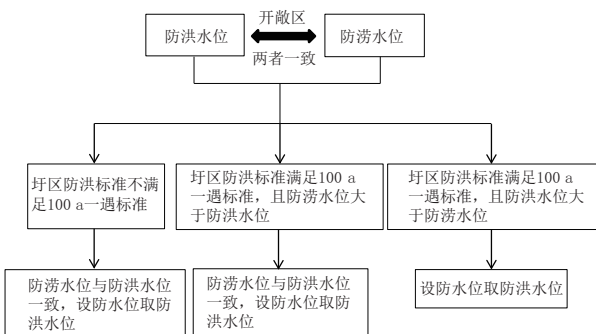 开敞区
防洪水位
防涝水位
两者一致
圩区防洪标准不满
足100 a一遇标准
圩区防洪标准满足100 a
一遇标准，且防涝水位大
于防洪水位
圩区防洪标准满足100 a
一遇标准，且防洪水位大
于防涝水位
防涝水位与防洪水位
一致，设防水位取防
洪水位
防涝水位与防洪水位
一致，设防水位取防
洪水位
设防水位取防洪水位